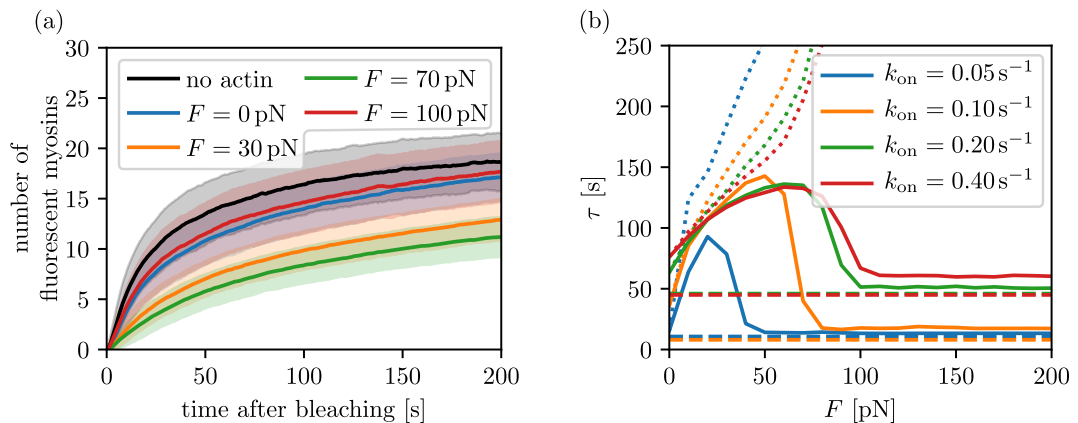 (a)
30
25
20
15
10
5
0
number of
fluorescent myosins
no actin
F = 0 pN
F = 30 pN
F = 70 pN
F = 100 pN
0 50 100 150 200
time after bleaching [s]
(b)
250
200
150
100
50
0
τ [s]
k_on = 0.05 s⁻¹
k_on = 0.10 s⁻¹
k_on = 0.20 s⁻¹
k_on = 0.40 s⁻¹
0 50 100 150 200
F [pN]